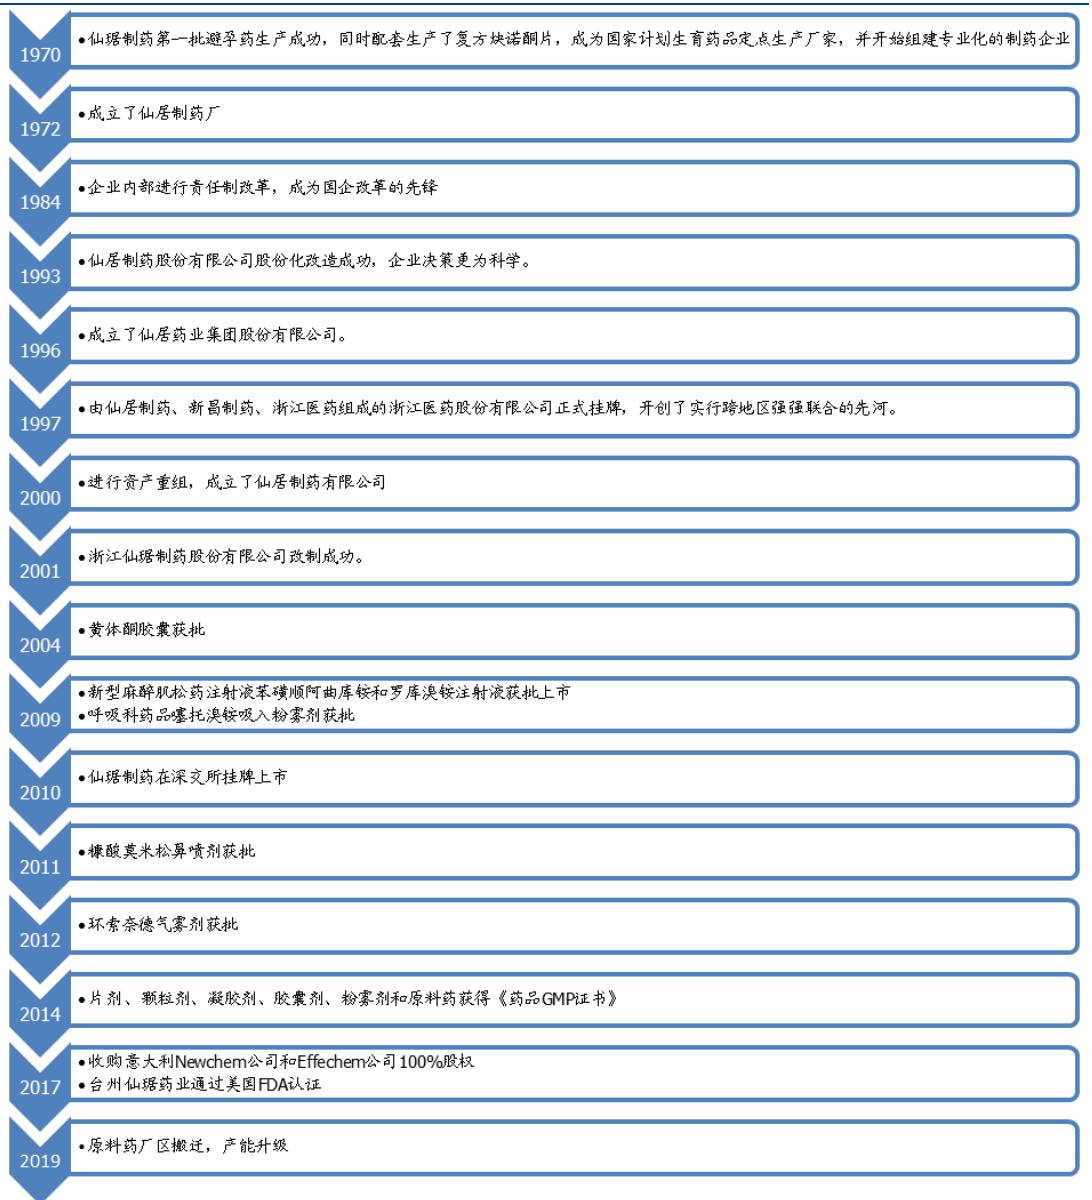 1970
•仙琚制药第一批避孕药生产成功，同时配套生产了复方炔诺酮片，成为国家计划生育药品定点生产厂家，并开始组建专业化的制药企业
1972
•成立了仙居制药厂
1984
•企业内部进行责任制改革，成为国企改革的先锋
1993
•仙居制药股份有限公司股份化改造成功，企业决策更为科学。
1996
•成立了仙居药业集团股份有限公司。
1997
•由仙居制药、新昌制药、浙江医药组成的浙江医药股份有限公司正式挂牌，开创了实行跨地区强强联合的先河。
2000
•进行资产重组，成立了仙居制药有限公司
2001
•浙江仙琚制药股份有限公司改制成功。
2004
•黄体酮胶囊获批
2009
•新型麻醉肌松药注射液苯磺顺阿曲库铵和罗库溴铵注射液获批上市
•呼吸科药品噻托溴铵吸入粉雾剂获批
2010
•仙琚制药在深交所挂牌上市
2011
•糠酸莫米松鼻喷剂获批
2012
•环索奈德气雾剂获批
2014
•片剂、颗粒剂、凝胶剂、胶囊剂、粉雾剂和原料药获得《药品GMP证书》
2017
•收购意大利Newchem公司和Effechem公司100%股权
•台州仙琚药业通过美国FDA认证
2019
•原料药厂区搬迁，产能升级